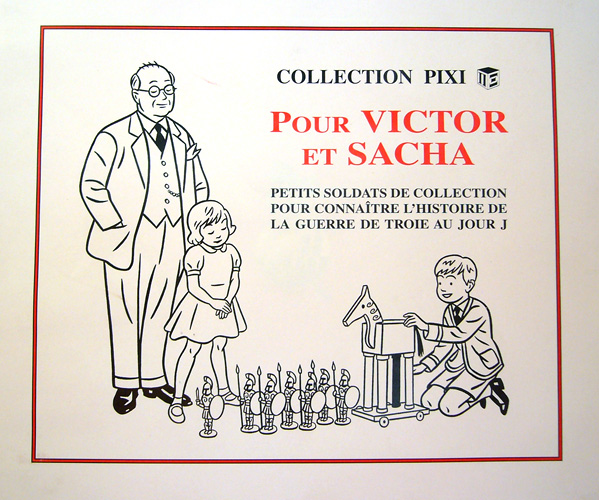 COLLECTION PIXI
POUR VICTOR
ET SACHA
PETITS SOLDATS DE COLLECTION
POUR CONNAÎTRE L'HISTOIRE DE
LA GUERRE DE TROIE AU JOUR J